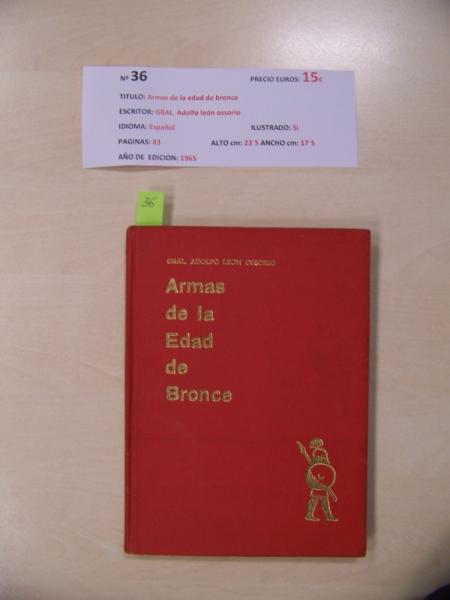 Nº 36 PRECIO EUROS: 15€
TITULO: Armas de la edad de bronce
ESCRITOR: GRAL. Adolfo león ossorio
IDIOMA: Español ILUSTRADO: Si
PAGINAS: 83 ALTO cm: 23´5 ANCHO cm: 17´5
AÑO DE EDICION: 1965
36
GRAL. ADOLFO LEON OSSORIO
Armas
de la
Edad
de
Bronce